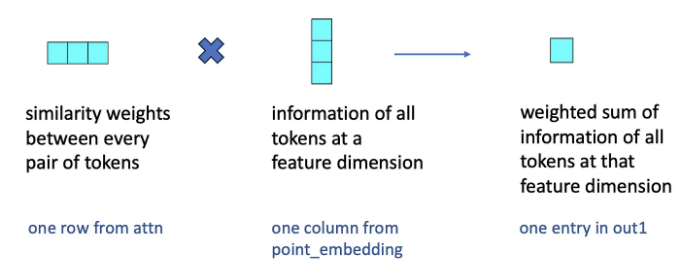 similarity weights
between every
pair of tokens
information of all
tokens at a
feature dimension
weighted sum of
information of all
tokens at that
feature dimension
one row from attn
one column from
point_embedding
one entry in out1